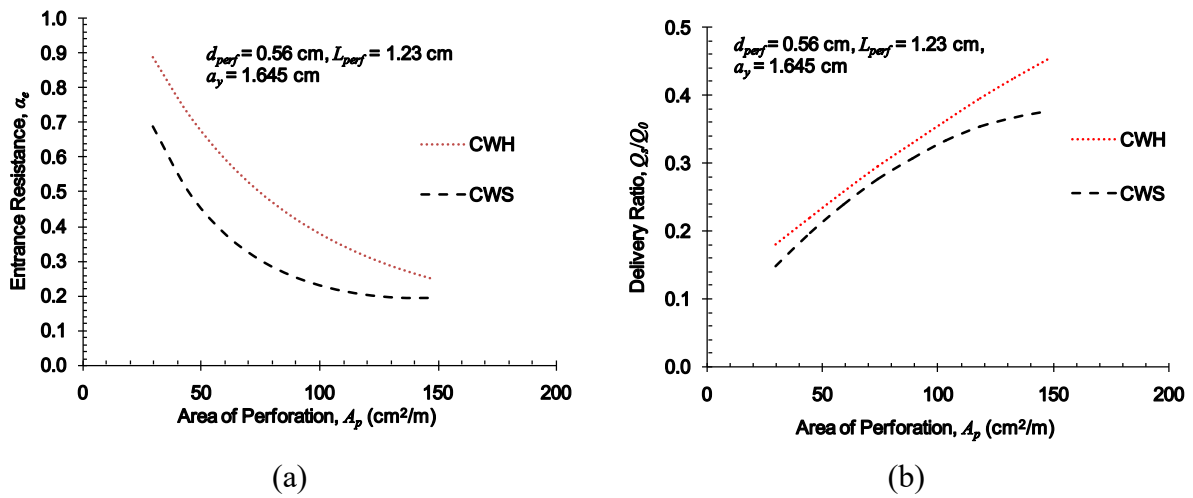 1.0
0.9
0.8
0.7
0.6
0.5
0.4
0.3
0.2
0.1
0.0
Entrance Resistance, αe
dperf = 0.56 cm, Lperf = 1.23 cm
ay = 1.645 cm
CWH
CWS
0 50 100 150 200
Area of Perforation, Ap (cm²/m)
(a)
0.5
0.4
0.3
0.2
0.1
0.0
Delivery Ratio, Qs/Q0
dperf = 0.56 cm, Lperf = 1.23 cm,
ay = 1.645 cm
CWH
CWS
0 50 100 150 200
Area of Perforation, Ap (cm²/m)
(b)